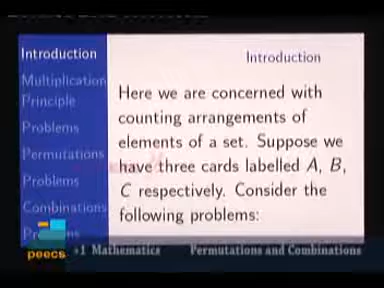 Introduction
Multiplication
Principle
Problems
Permutations
Problems
Combinations
Introduction
Here we are concerned with
counting arrangements of
elements of a set. Suppose we
have three cards labelled A, B,
C respectively. Consider the
following problems:
peecs
+1 Mathematics
Permutations and Combinations